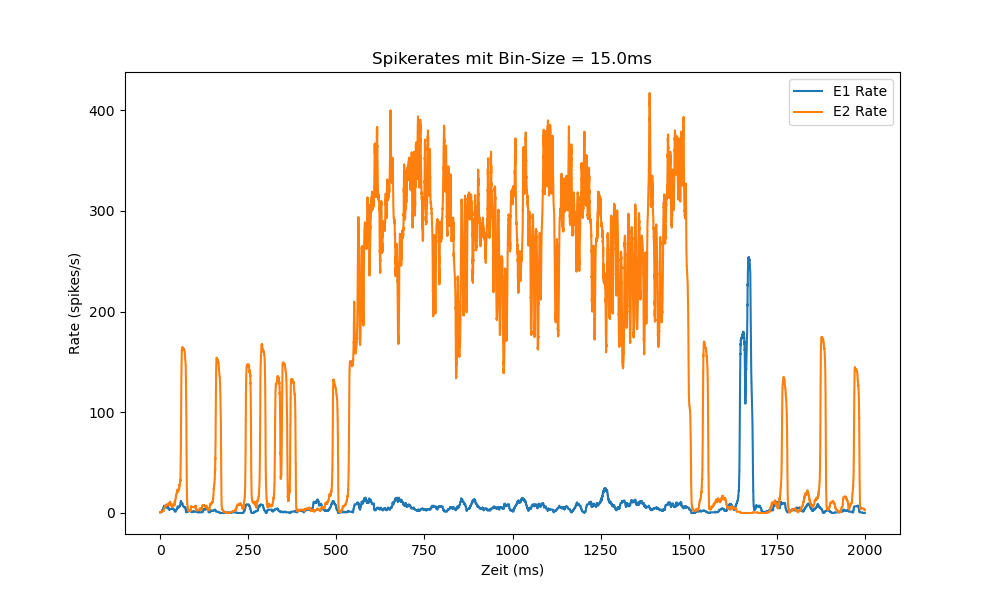 Spikerates mit Bin-Size = 15.0ms
E1 Rate
E2 Rate
Rate (spikes/s)
400
300
200
100
0
0 250 500 750 1000 1250 1500 1750 2000
Zeit (ms)